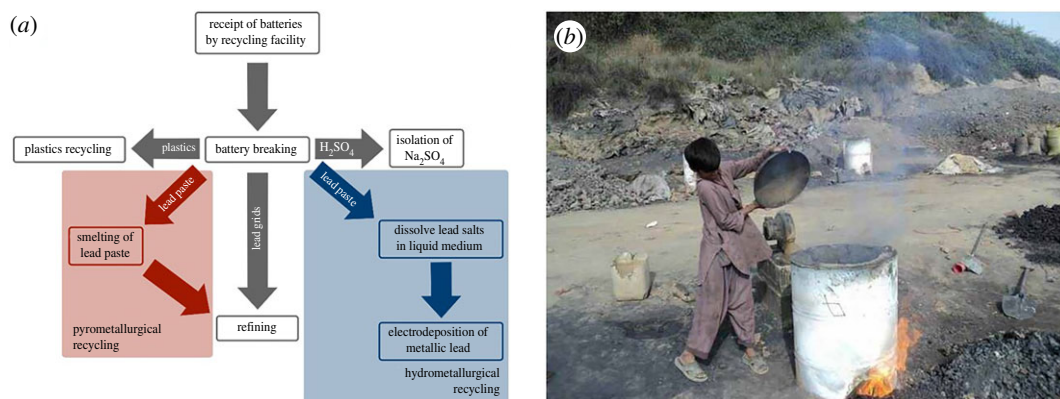 (a)
receipt of batteries
by recycling facility
plastics recycling
plastics
battery breaking
H₂SO₄
isolation of
Na₂SO₄
lead paste
lead grids
lead paste
smelting of
lead paste
dissolve lead salts
in liquid medium
refining
electrodeposition of
metallic lead
pyrometallurgical
recycling
hydrometallurgical
recycling
(b)